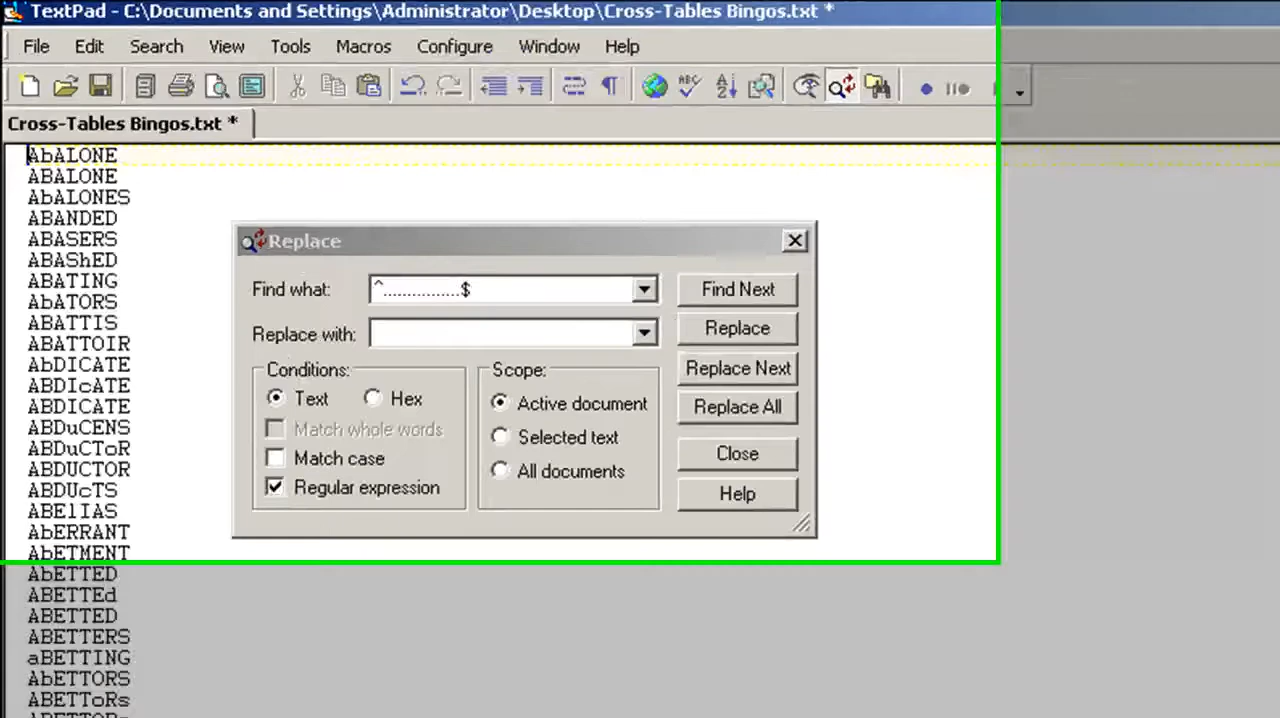 TextPad - C:\Documents and Settings\Administrator\Desktop\Cross-Tables Bingos.txt *
File Edit Search View Tools Macros Configure Window Help
Cross-Tables Bingos.txt *
AbALONE
ABALONE
AbALONES
ABANDED
ABASERS
ABAShED
ABATING
AbATORS
ABATTIS
ABATTOIR
AbDICATE
ABDIcATE
ABDICATE
ABDuCENS
ABDuCToR
ABDUCTOR
ABDUcTS
ABElIAS
AbERRANT
AbETMENT
AbETTED
ABETTEd
ABETTED
ABETTERS
aBETTING
AbETTORS
ABETToRs
Replace
Find what: ^...............$
Replace with:
Conditions:
Text Hex
Match whole words
Match case
Regular expression
Scope:
Active document
Selected text
All documents
Find Next
Replace
Replace Next
Replace All
Close
Help